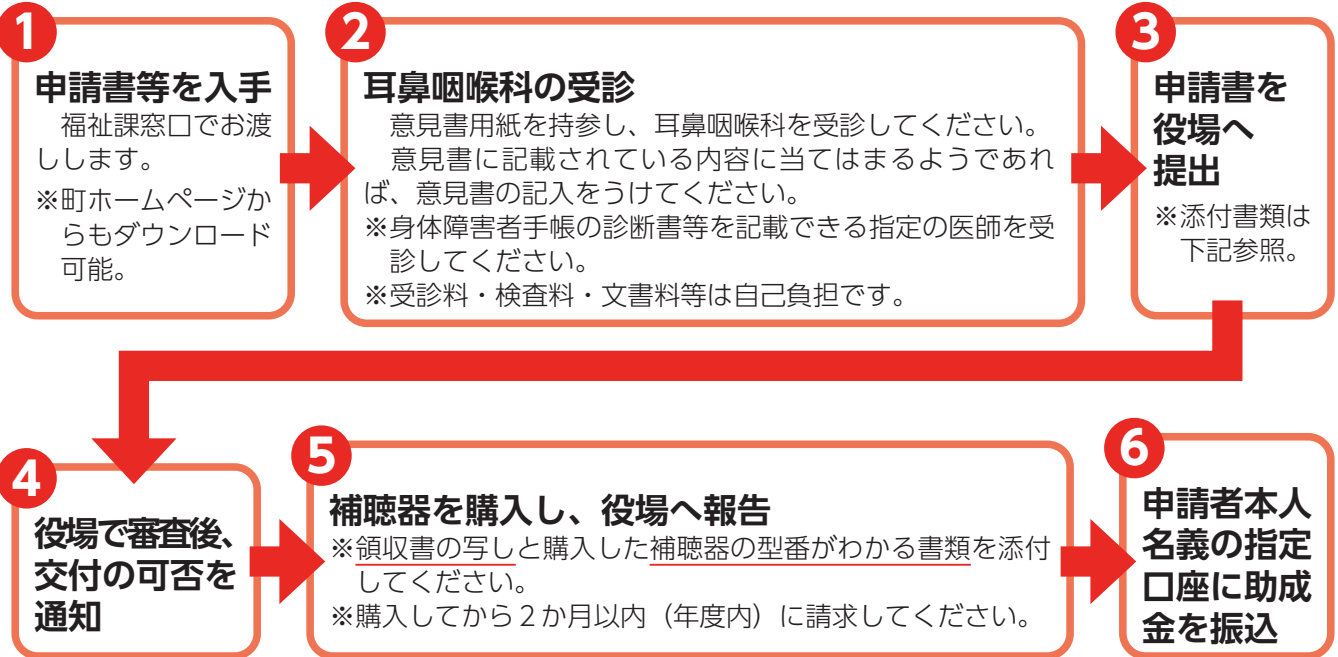 1
申請書等を入手
福祉課窓口でお渡
しします。
※町ホームページか
らもダウンロード
可能。
2
耳鼻咽喉科の受診
意見書用紙を持参し、耳鼻咽喉科を受診してください。
意見書に記載されている内容に当てはまるようであれ
ば、意見書の記入をうけてください。
※身体障害者手帳の診断書等を記載できる指定の医師を受
診してください。
※受診料・検査料・文書料等は自己負担です。
3
申請書を
役場へ
提出
※添付書類は
下記参照。
4
役場で審査後、
交付の可否を
通知
5
補聴器を購入し、役場へ報告
※領収書の写しと購入した補聴器の型番がわかる書類を添付
してください。
※購入してから２か月以内（年度内）に請求してください。
6
申請者本人
名義の指定
口座に助成
金を振込